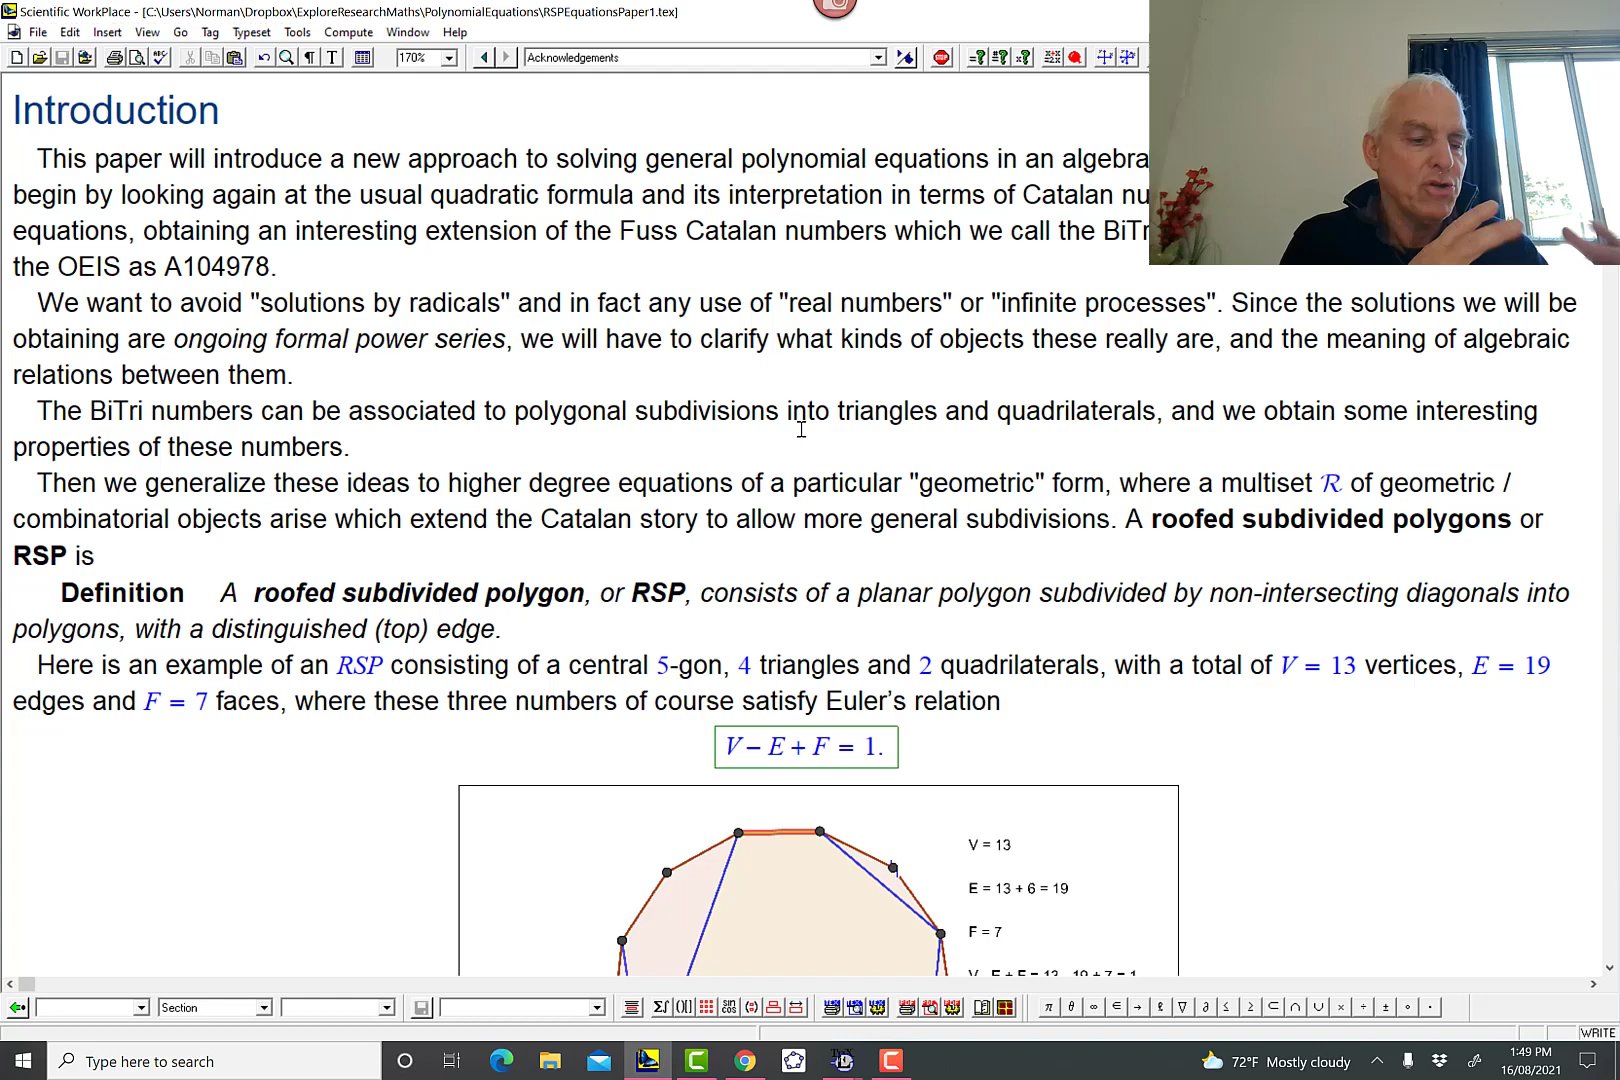 Scientific WorkPlace - [C:\Users\Norman\Dropbox\ExploreResearchMaths\PolynomialEquations\RSPEquationsPaper1.tex]
File Edit Insert View Go Tag Typeset Tools Compute Window Help
170% Acknowledgements
Introduction
This paper will introduce a new approach to solving general polynomial equations in an algebra
begin by looking again at the usual quadratic formula and its interpretation in terms of Catalan nu
equations, obtaining an interesting extension of the Fuss Catalan numbers which we call the BiTr
the OEIS as A104978.
We want to avoid "solutions by radicals" and in fact any use of "real numbers" or "infinite processes". Since the solutions we will be
obtaining are ongoing formal power series, we will have to clarify what kinds of objects these really are, and the meaning of algebraic
relations between them.
The BiTri numbers can be associated to polygonal subdivisions into triangles and quadrilaterals, and we obtain some interesting
properties of these numbers.
Then we generalize these ideas to higher degree equations of a particular "geometric" form, where a multiset ℛ of geometric /
combinatorial objects arise which extend the Catalan story to allow more general subdivisions. A roofed subdivided polygons or
RSP is
Definition A roofed subdivided polygon, or RSP, consists of a planar polygon subdivided by non-intersecting diagonals into
polygons, with a distinguished (top) edge.
Here is an example of an RSP consisting of a central 5-gon, 4 triangles and 2 quadrilaterals, with a total of V = 13 vertices, E = 19
edges and F = 7 faces, where these three numbers of course satisfy Euler's relation
V − E + F = 1.
V = 13
E = 13 + 6 = 19
F = 7
V - E + F = 13 - 19 + 7 = 1
Section
WRITE
Type here to search
72°F Mostly cloudy
1:49 PM
16/08/2021